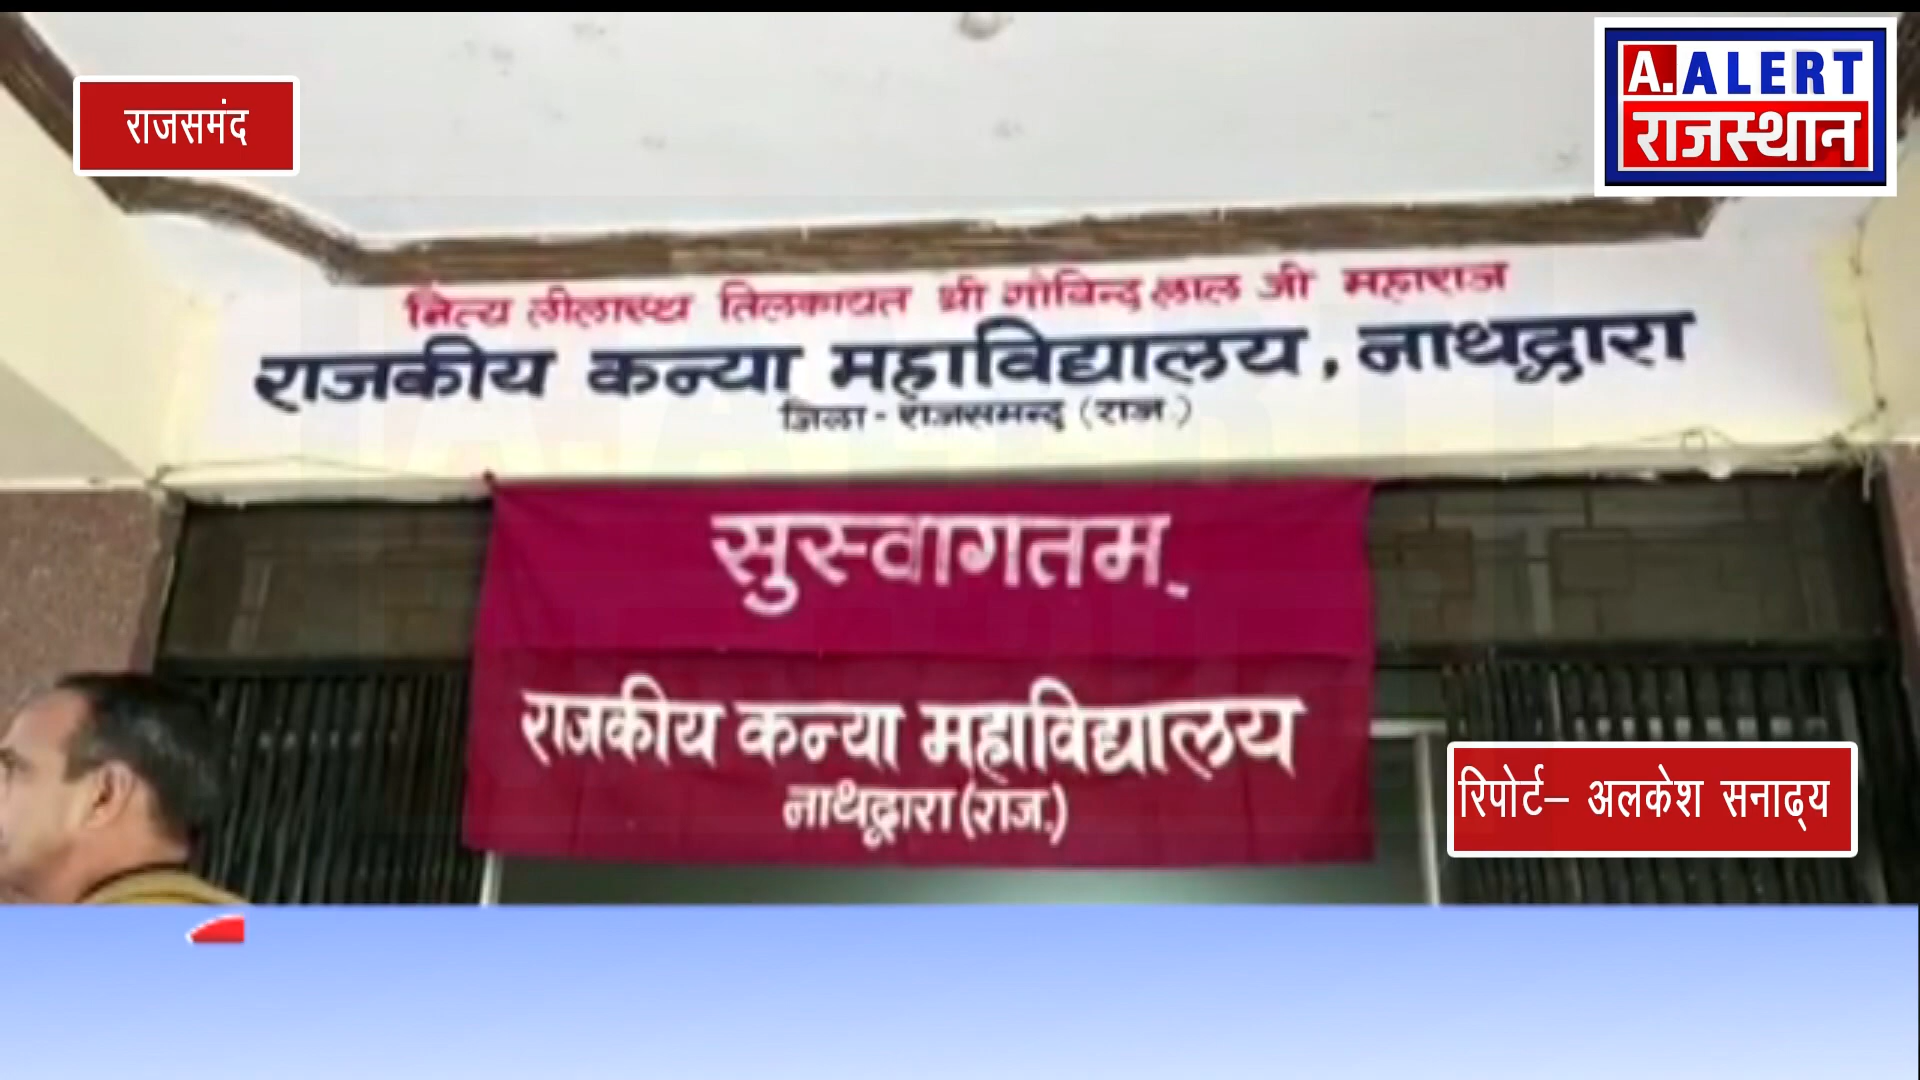 राजसमंद
A.ALERT
राजस्थान
नित्य लीलास्थ तिलकायत श्री गोविन्द लाल जी महाराज
राजकीय कन्या महाविद्यालय, नाथद्वारा
जिला - राजसमन्द (राज.)
सुस्वागतम्
राजकीय कन्या महाविद्यालय
नाथद्वारा (राज.)
रिपोर्ट– अलकेश सनाढ्य